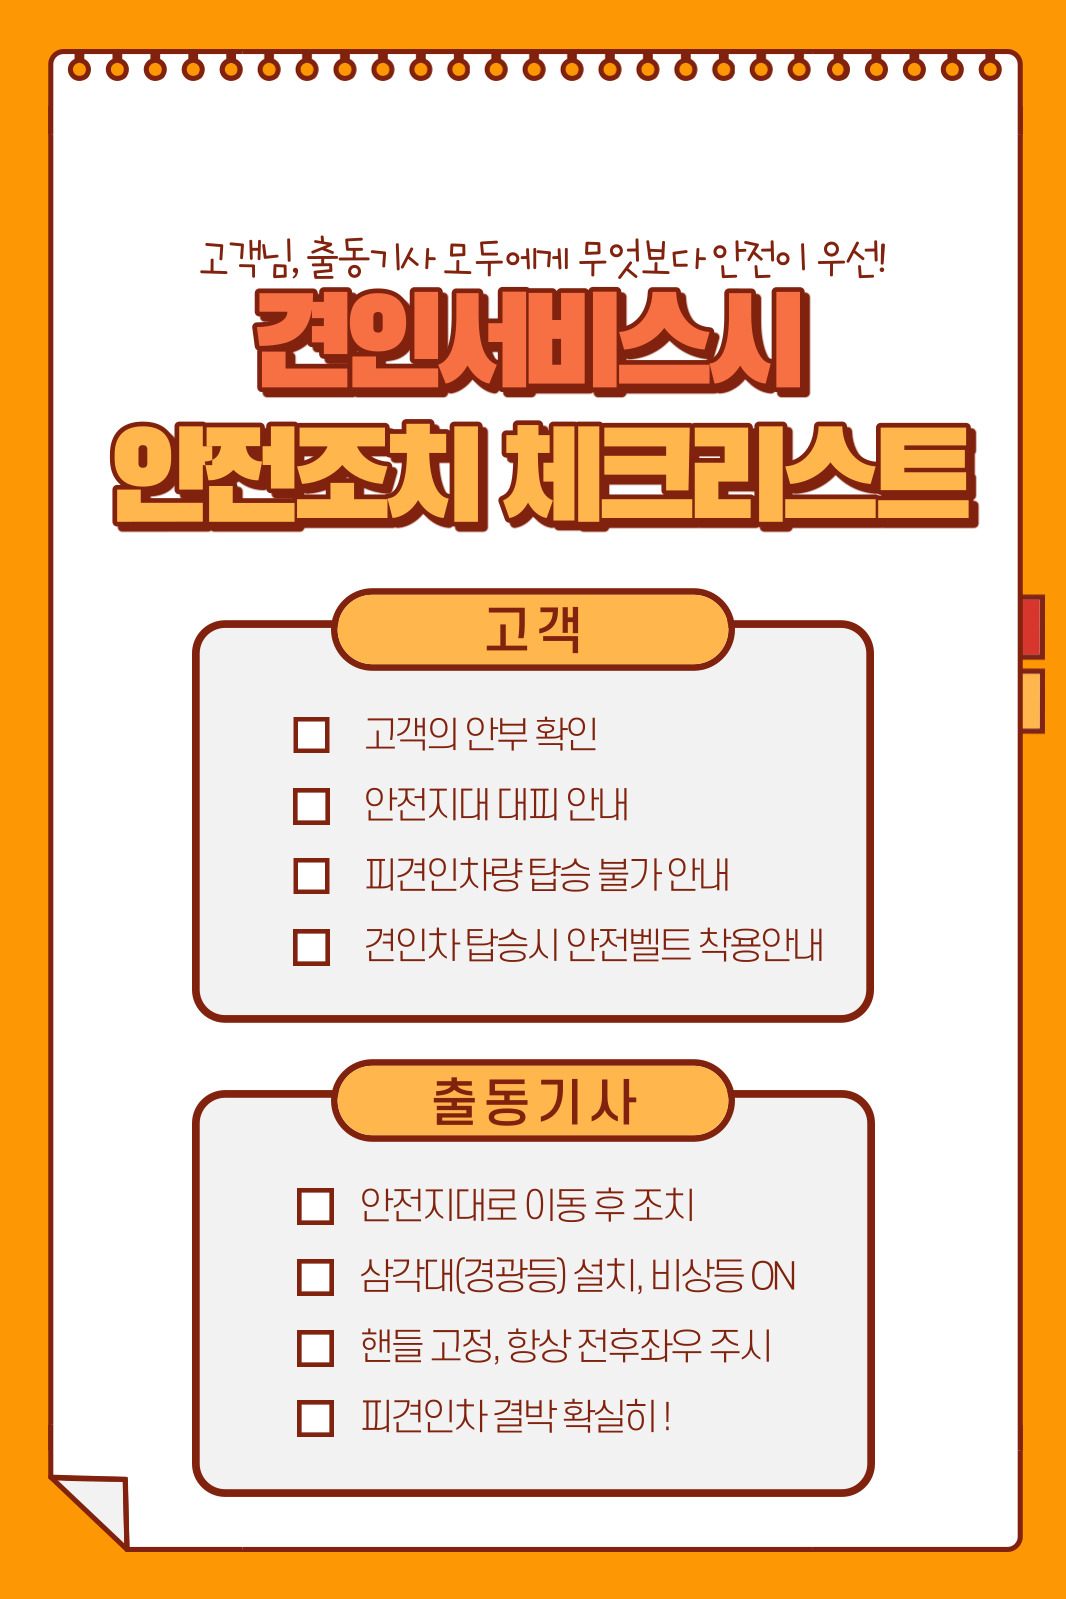 고객님, 출동기사 모두에게 무엇보다 안전이 우선!
견인서비스시
안전조치 체크리스트
고객
고객의 안부 확인
안전지대 대피 안내
피견인차량 탑승 불가 안내
견인차 탑승시 안전벨트 착용안내
출동기사
안전지대로 이동 후 조치
삼각대(경광등) 설치, 비상등 ON
핸들 고정, 항상 전후좌우 주시
피견인차 결박 확실히 !